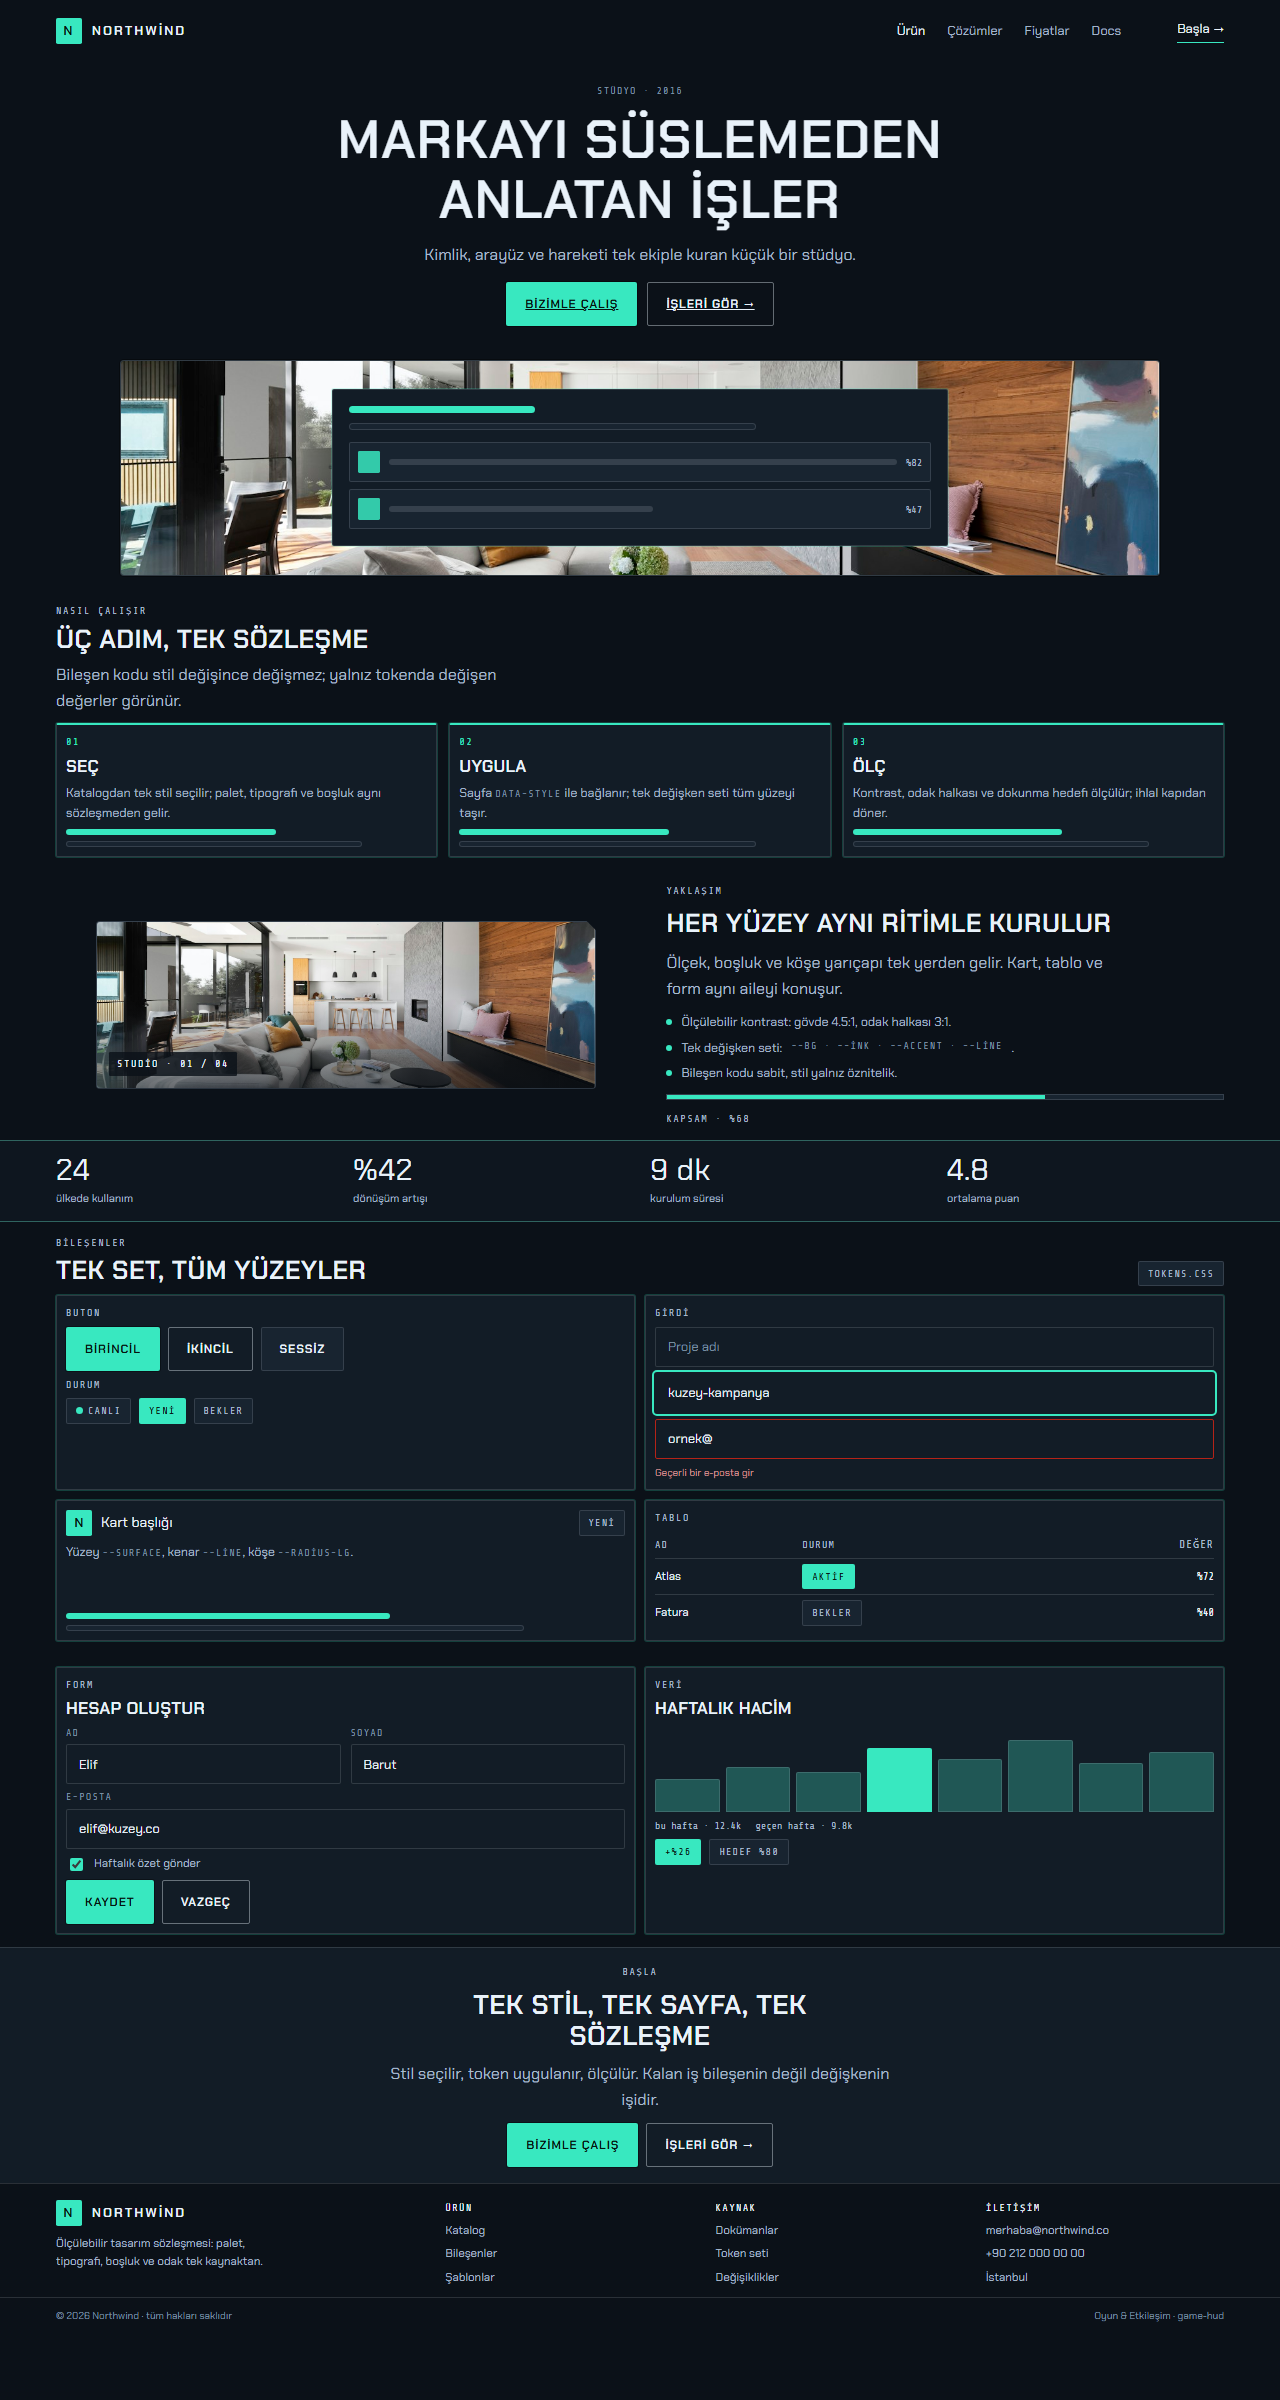 N NORTHWİND
Ürün Çözümler Fiyatlar Docs Başla →
STÜDYO · 2016
MARKAYI SÜSLEMEDEN
ANLATAN İŞLER
Kimlik, arayüz ve hareketi tek ekiple kuran küçük bir stüdyo.
BİZİMLE ÇALIŞ İŞLERİ GÖR →
%82
%47
NASIL ÇALIŞIR
ÜÇ ADIM, TEK SÖZLEŞME
Bileşen kodu stil değişince değişmez; yalnız tokenda değişen
değerler görünür.
01
SEÇ
Katalogdan tek stil seçilir; palet, tipografi ve boşluk aynı
sözleşmeden gelir.
02
UYGULA
Sayfa DATA-STYLE ile bağlanır; tek değişken seti tüm yüzeyi
taşır.
03
ÖLÇ
Kontrast, odak halkası ve dokunma hedefi ölçülür; ihlal kapıdan
döner.
STUDİO · 01 / 04
YAKLAŞIM
HER YÜZEY AYNI RİTİMLE KURULUR
Ölçek, boşluk ve köşe yarıçapı tek yerden gelir. Kart, tablo ve
form aynı aileyi konuşur.
Ölçülebilir kontrast: gövde 4.5:1, odak halkası 3:1.
Tek değişken seti: --BG · --İNK · --ACCENT · --LİNE .
Bileşen kodu sabit, stil yalnız öznitelik.
KAPSAM · %68
24
ülkede kullanım
%42
dönüşüm artışı
9 dk
kurulum süresi
4.8
ortalama puan
BİLEŞENLER
TEK SET, TÜM YÜZEYLER
TOKENS.CSS
BUTON
BİRİNCİL İKİNCİL SESSİZ
DURUM
CANLI YENİ BEKLER
GİRDİ
Proje adı
kuzey-kampanya
ornek@
Geçerli bir e-posta gir
N Kart başlığı YENİ
Yüzey --SURFACE, kenar --LİNE, köşe --RADİUS-LG.
TABLO
AD DURUM DEĞER
Atlas AKTİF %72
Fatura BEKLER %40
FORM
HESAP OLUŞTUR
AD SOYAD
Elif Barut
E-POSTA
elif@kuzey.co
Haftalık özet gönder
KAYDET VAZGEÇ
VERİ
HAFTALIK HACİM
bu hafta · 12.4k geçen hafta · 9.8k
+%26 HEDEF %80
BAŞLA
TEK STİL, TEK SAYFA, TEK
SÖZLEŞME
Stil seçilir, token uygulanır, ölçülür. Kalan iş bileşenin değil değişkenin
işidir.
BİZİMLE ÇALIŞ İŞLERİ GÖR →
N NORTHWİND
Ölçülebilir tasarım sözleşmesi: palet,
tipografi, boşluk ve odak tek kaynaktan.
ÜRÜN
Katalog
Bileşenler
Şablonlar
KAYNAK
Dokümanlar
Token seti
Değişiklikler
İLETİŞİM
merhaba@northwind.co
+90 212 000 00 00
İstanbul
© 2026 Northwind · tüm hakları saklıdır
Oyun & Etkileşim · game-hud